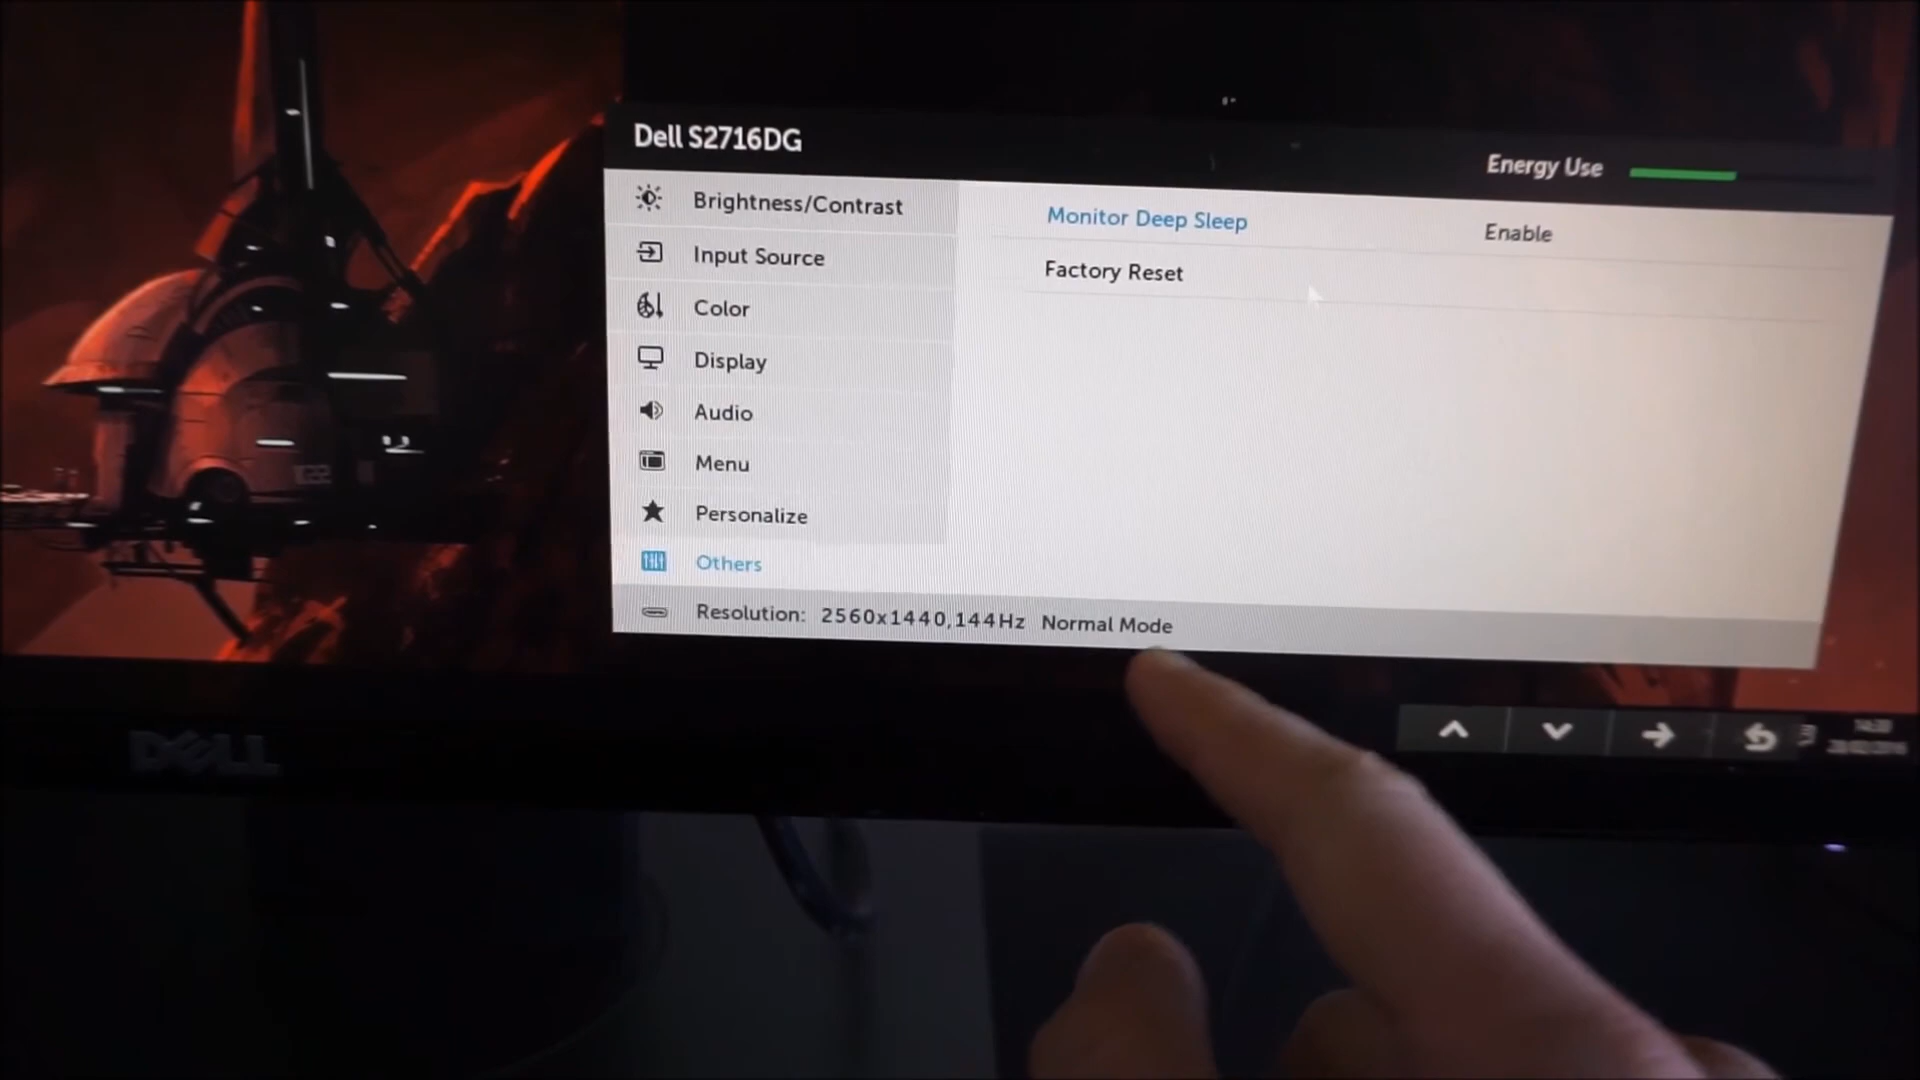 Dell S2716DG
Energy Use
Brightness/Contrast
Input Source
Color
Display
Audio
Menu
Personalize
Others
Monitor Deep Sleep Enable
Factory Reset
Resolution: 2560x1440,144Hz Normal Mode
DELL